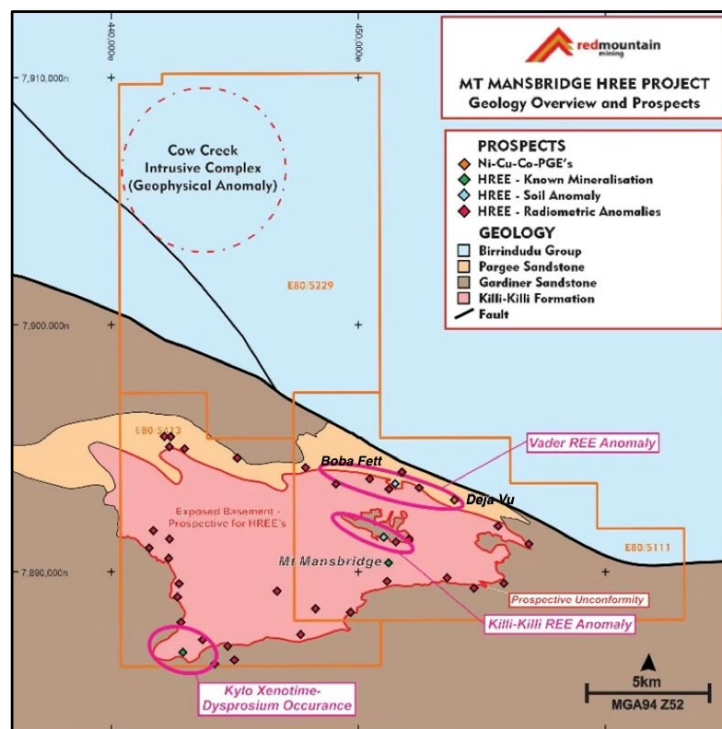 440,000e
450,000e
7,910,000n
7,900,000n
7,890,000n
redmountain
mining
MT MANSBRIDGE HREE PROJECT
Geology Overview and Prospects
PROSPECTS
Ni-Cu-Co-PGE's
HREE - Known Mineralisation
HREE - Soil Anomaly
HREE - Radiometric Anomalies
GEOLOGY
Birrindudu Group
Pargee Sandstone
Gardiner Sandstone
Killi-Killi Formation
Fault
Cow Creek
Intrusive Complex
(Geophysical Anomaly)
E80/5229
E80/5413
Vader REE Anomaly
Boba Fett
Deja Vu
Exposed Basement -
Prospective for HREE's
E80/5111
Mt Mansbridge
Prospective Unconformity
Killi-Killi REE Anomaly
Kylo Xenotime-
Dysprosium Occurance
5km
MGA94 Z52